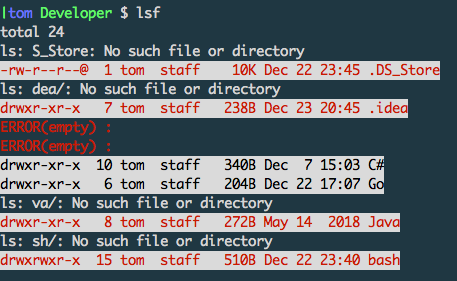 |tom Developer $ lsf
total 24
ls: S_Store: No such file or directory
-rw-r--r--@  1 tom  staff    10K Dec 22 23:45 .DS_Store
ls: dea/: No such file or directory
drwxr-xr-x   7 tom  staff   238B Dec 23 20:45 .idea
ERROR(empty) :
ERROR(empty) :
drwxr-xr-x  10 tom  staff   340B Dec  7 15:03 C#
drwxr-xr-x   6 tom  staff   204B Dec 22 17:07 Go
ls: va/: No such file or directory
drwxr-xr-x   8 tom  staff   272B May 14  2018 Java
ls: sh/: No such file or directory
drwxrwxr-x  15 tom  staff   510B Dec 22 23:40 bash